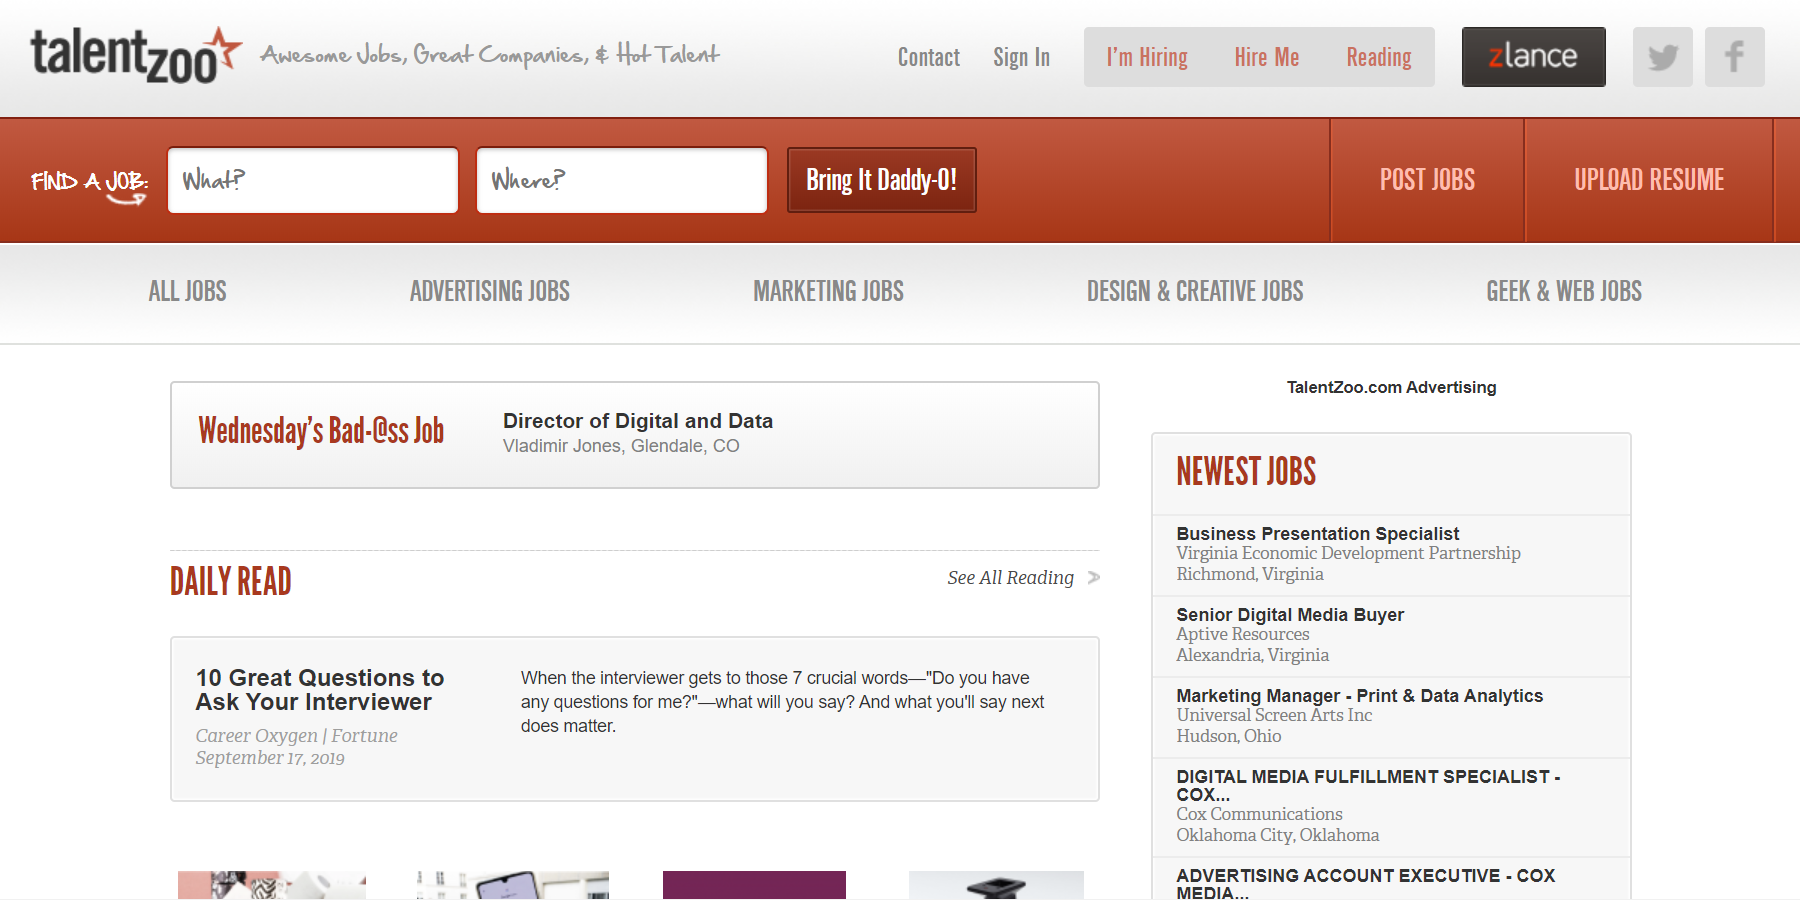 talentzoo
Awesome Jobs, Great Companies, & Hot Talent
Contact
Sign In
I'm Hiring
Hire Me
Reading
zlance
FIND A JOB:
What?
Where?
Bring It Daddy-O!
POST JOBS
UPLOAD RESUME
ALL JOBS
ADVERTISING JOBS
MARKETING JOBS
DESIGN & CREATIVE JOBS
GEEK & WEB JOBS
Wednesday's Bad-@ss Job
Director of Digital and Data
Vladimir Jones, Glendale, CO
DAILY READ
See All Reading
10 Great Questions to
Ask Your Interviewer
Career Oxygen | Fortune
September 17, 2019
When the interviewer gets to those 7 crucial words—"Do you have
any questions for me?"—what will you say? And what you'll say next
does matter.
TalentZoo.com Advertising
NEWEST JOBS
Business Presentation Specialist
Virginia Economic Development Partnership
Richmond, Virginia
Senior Digital Media Buyer
Aptive Resources
Alexandria, Virginia
Marketing Manager - Print & Data Analytics
Universal Screen Arts Inc
Hudson, Ohio
DIGITAL MEDIA FULFILLMENT SPECIALIST -
COX...
Cox Communications
Oklahoma City, Oklahoma
ADVERTISING ACCOUNT EXECUTIVE - COX
MEDIA...